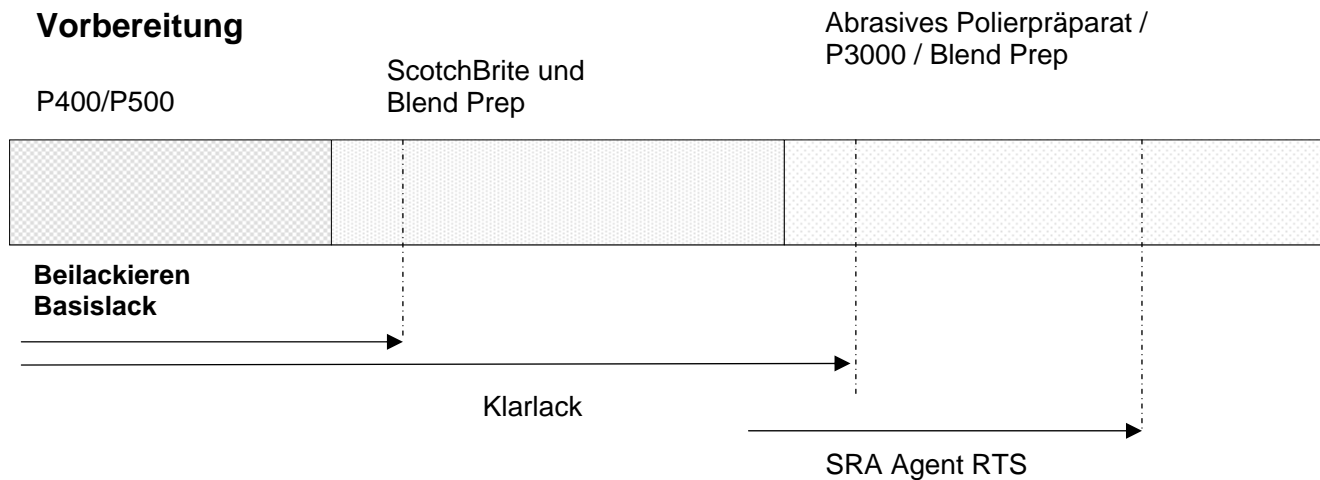 Vorbereitung
P400/P500
ScotchBrite und
Blend Prep
Abrasives Polierpräparat /
P3000 / Blend Prep
Beilackieren
Basislack
Klarlack
SRA Agent RTS